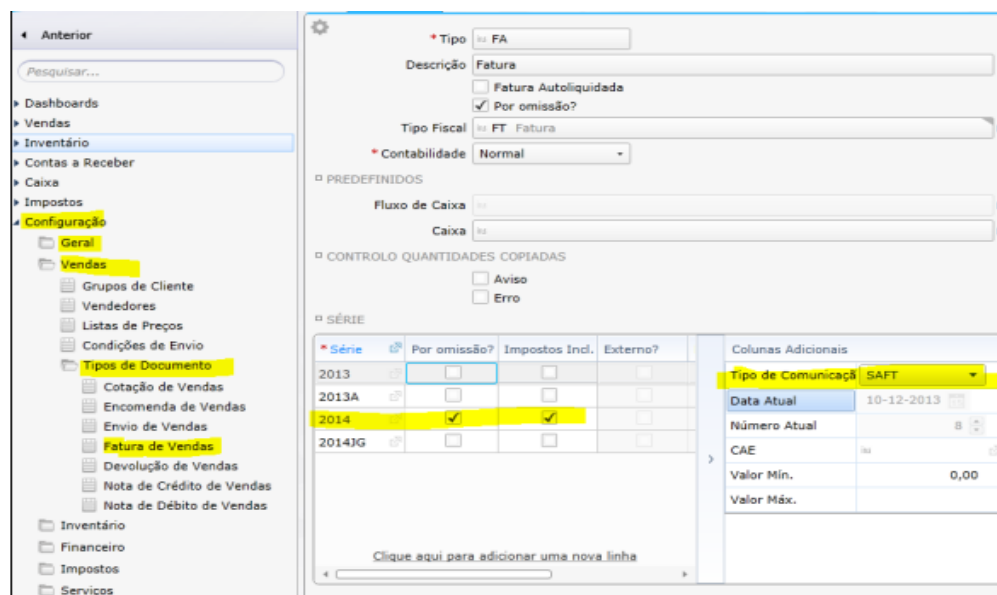 Anterior
Pesquisar...
Dashboards
Vendas
Inventário
Contas a Receber
Caixa
Impostos
Configuração
Geral
Vendas
Grupos de Cliente
Vendedores
Listas de Preços
Condições de Envio
Tipos de Documento
Cotação de Vendas
Encomenda de Vendas
Envio de Vendas
Fatura de Vendas
Devolução de Vendas
Nota de Crédito de Vendas
Nota de Débito de Vendas
Inventário
Financeiro
Impostos
Serviços
* Tipo FA
Descrição Fatura
Fatura Autoliquidada
Por omissão?
Tipo Fiscal FT Fatura
* Contabilidade Normal
PREDEFINIDOS
Fluxo de Caixa
Caixa
CONTROLO QUANTIDADES COPIADAS
Aviso
Erro
SÉRIE
* Série Por omissão? Impostos Incl. Externo?
2013
2013A
2014
2014JG
Clique aqui para adicionar uma nova linha
Colunas Adicionais
Tipo de Comunicaçã SAFT
Data Atual 10-12-2013
Número Atual 8
CAE
Valor Mín. 0,00
Valor Máx.